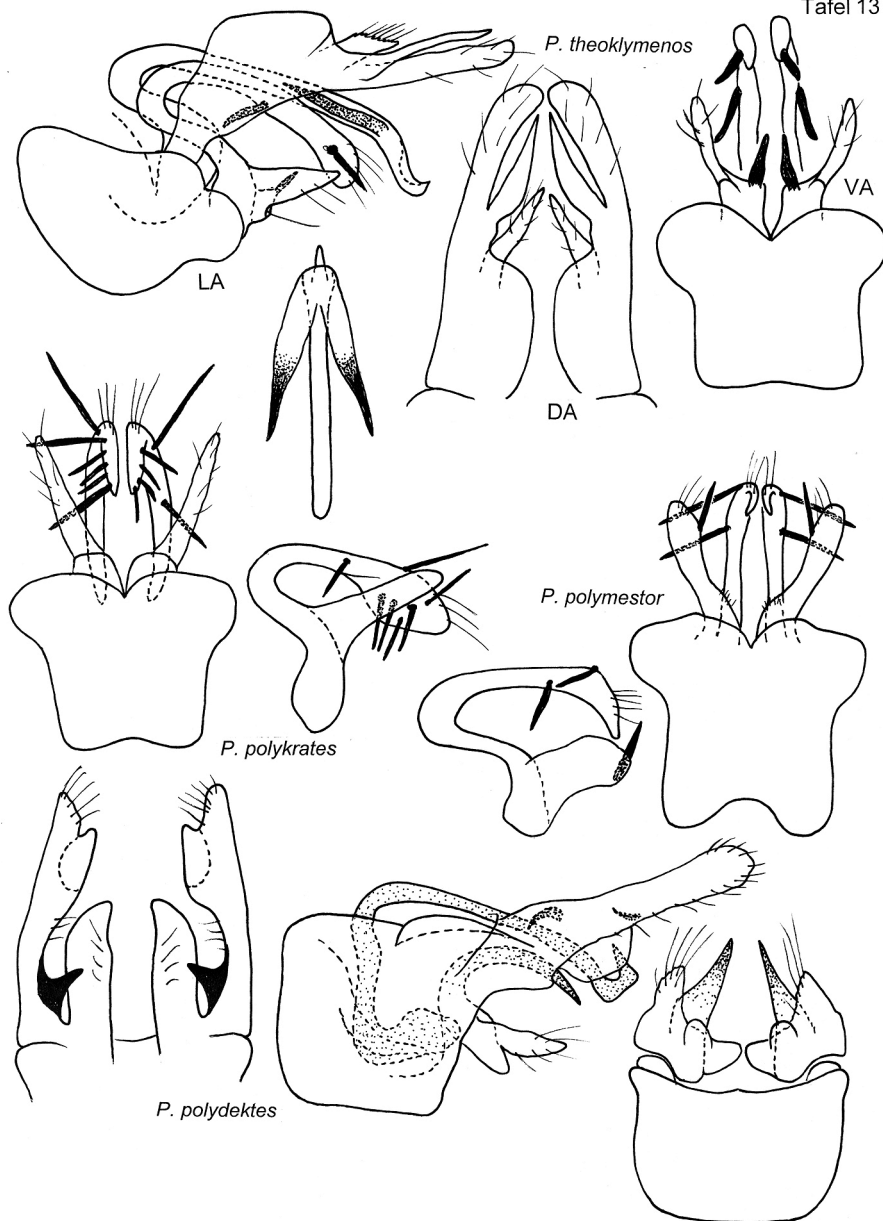 Tafel 13
P. theoklymenos
VA
LA
DA
P. polymestor
P. polykrates
P. polydektes